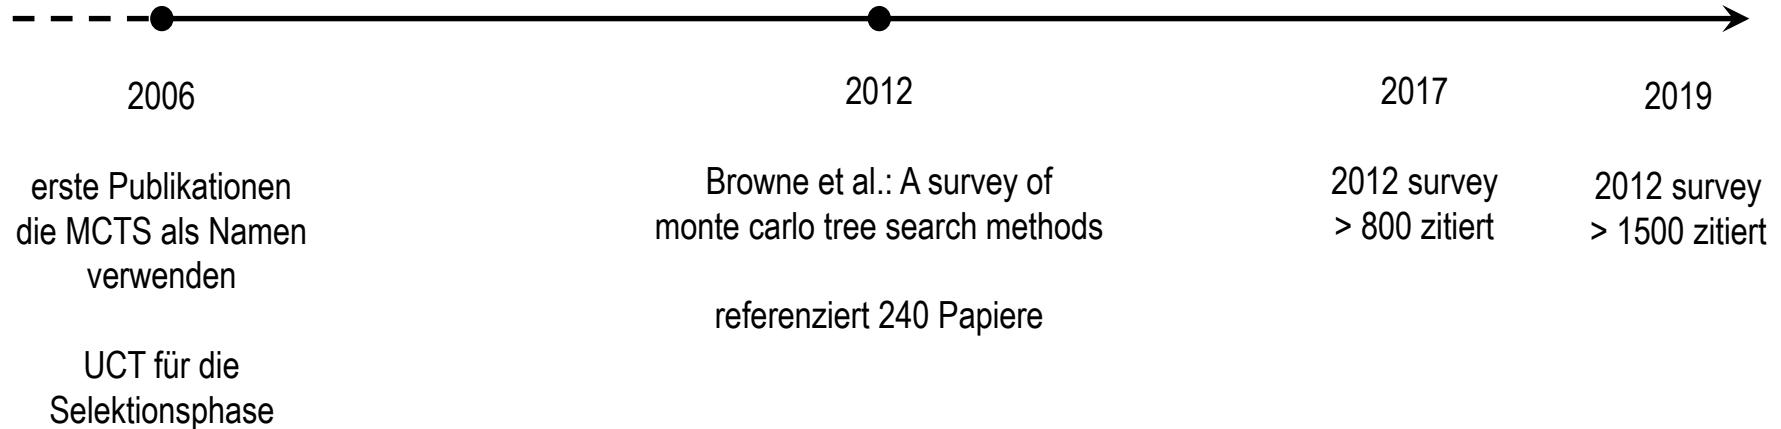 2006
erste Publikationen
die MCTS als Namen
verwenden
UCT für die
Selektionsphase
2012
Browne et al.: A survey of
monte carlo tree search methods
referenziert 240 Papiere
2017
2012 survey
> 800 zitiert
2019
2012 survey
> 1500 zitiert